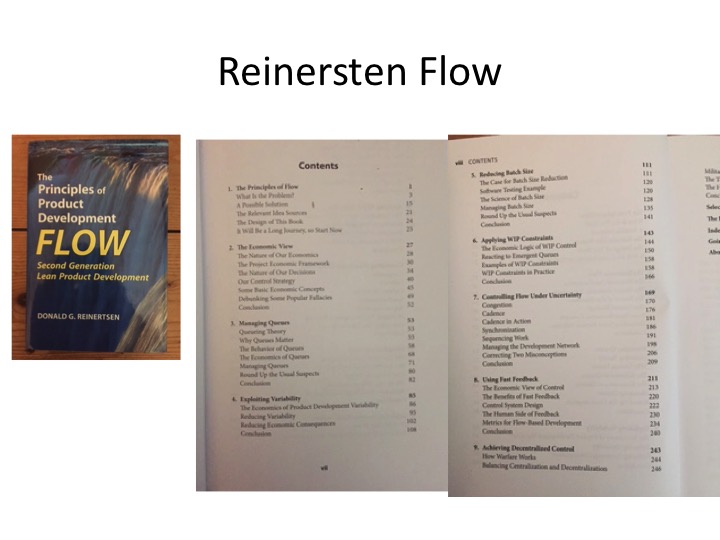 Reinersten Flow
The
Principles of
Product
Development
FLOW
Second Generation
Lean Product Development
DONALD G. REINERTSEN
Contents
1. The Principles of Flow 1
What Is the Problem? 3
A Possible Solution 15
The Relevant Idea Sources 21
The Design of This Book 24
It Will Be a Long Journey, so Start Now 25
2. The Economic View 27
The Nature of Our Economics 28
The Project Economic Framework 30
The Nature of Our Decisions 34
Our Control Strategy 40
Some Basic Economic Concepts 45
Debunking Some Popular Fallacies 49
Conclusion 52
3. Managing Queues 53
Queueing Theory 53
Why Queues Matter 55
The Behavior of Queues 58
The Economics of Queues 68
Managing Queues 71
Round Up the Usual Suspects 80
Conclusion 82
4. Exploiting Variability 85
The Economics of Product Development Variability 86
Reducing Variability 95
Reducing Economic Consequences 102
Conclusion 108
vii
viii CONTENTS
5. Reducing Batch Size 111
The Case for Batch Size Reduction 111
Software Testing Example 120
The Science of Batch Size 120
Managing Batch Size 128
Round Up the Usual Suspects 135
Conclusion 141
6. Applying WIP Constraints 143
The Economic Logic of WIP Control 144
Reacting to Emergent Queues 150
Examples of WIP Constraints 158
WIP Constraints in Practice 158
Conclusion 166
7. Controlling Flow Under Uncertainty 169
Congestion 170
Cadence 176
Cadence in Action 181
Synchronization 186
Sequencing Work 191
Managing the Development Network 198
Correcting Two Misconceptions 206
Conclusion 209
8. Using Fast Feedback 211
The Economic View of Control 213
The Benefits of Fast Feedback 220
Control System Design 222
The Human Side of Feedback 230
Metrics for Flow-Based Development 234
Conclusion 240
9. Achieving Decentralized Control 243
How Warfare Works 244
Balancing Centralization and Decentralization 246